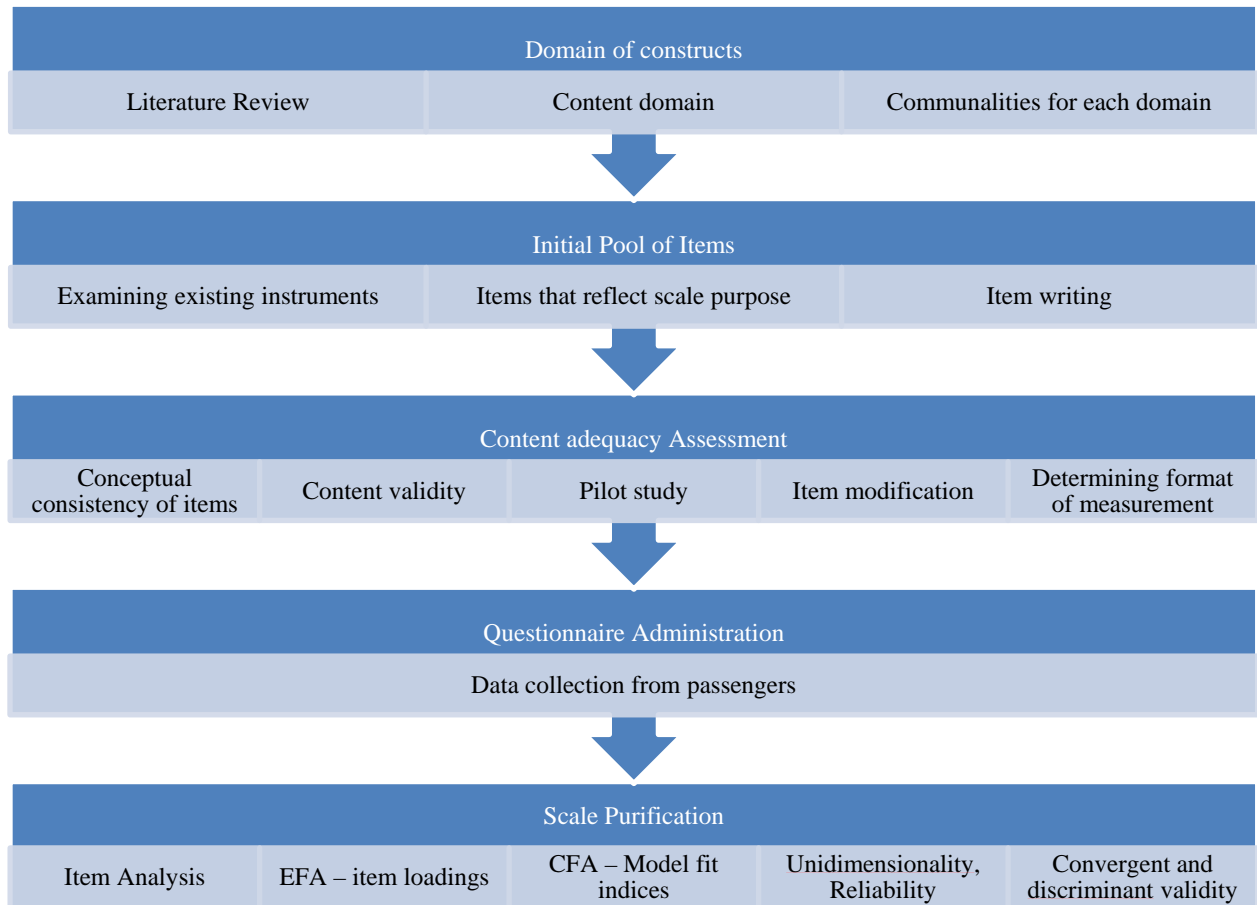 Domain of constructs
Literature Review
Content domain
Communalities for each domain
Initial Pool of Items
Examining existing instruments
Items that reflect scale purpose
Item writing
Content adequacy Assessment
Conceptual
consistency of items
Content validity
Pilot study
Item modification
Determining format
of measurement
Questionnaire Administration
Data collection from passengers
Scale Purification
Item Analysis
EFA – item loadings
CFA – Model fit
indices
Unidimensionality,
Reliability
Convergent and
discriminant validity